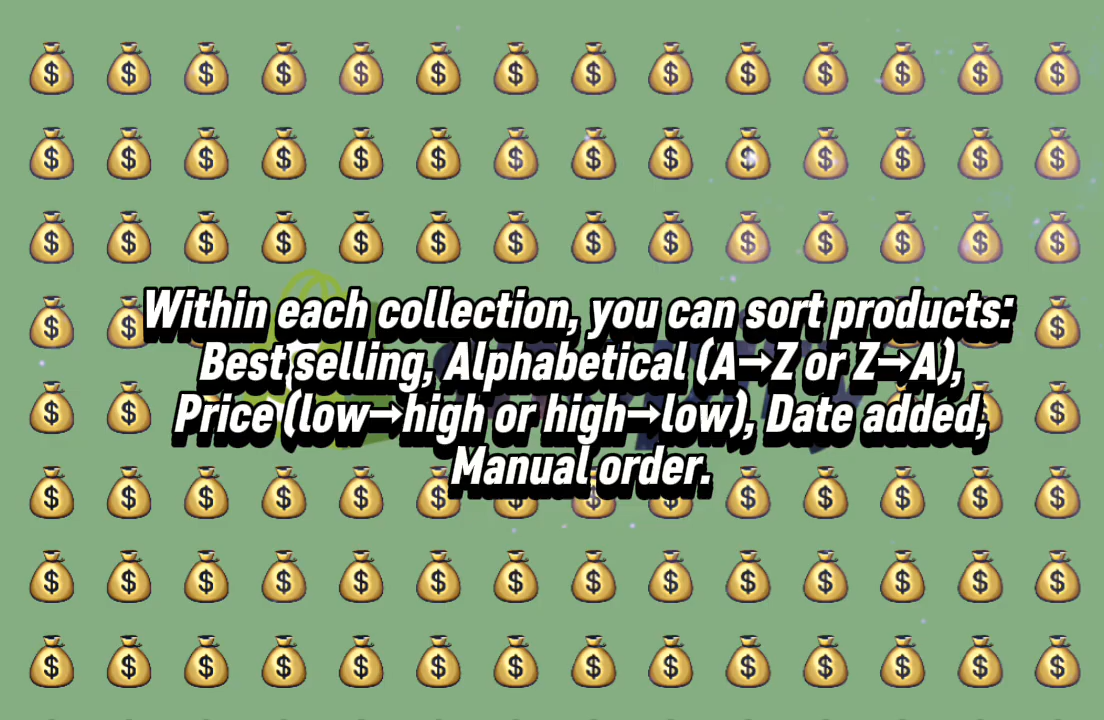 Within each collection, you can sort products:
Best selling, Alphabetical (A→Z or Z→A),
Price (low→high or high→low), Date added,
Manual order.